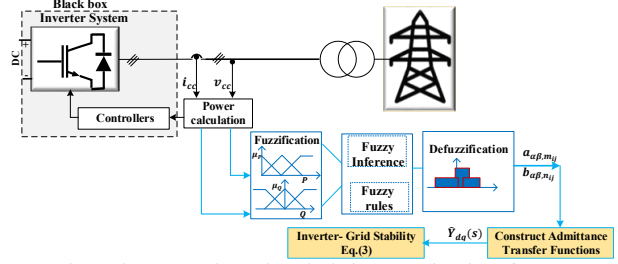 Black box
Inverter System
DC
+
-
i_cc
v_cc
Power
calculation
Controllers
Fuzzification
μ_P
P
μ_Q
Q
Fuzzy
Inference
Fuzzy
rules
Defuzzification
a_αβ,m_ij
b_αβ,n_ij
Inverter- Grid Stability
Eq.(3)
Ŷ_dq(s)
Construct Admittance
Transfer Functions